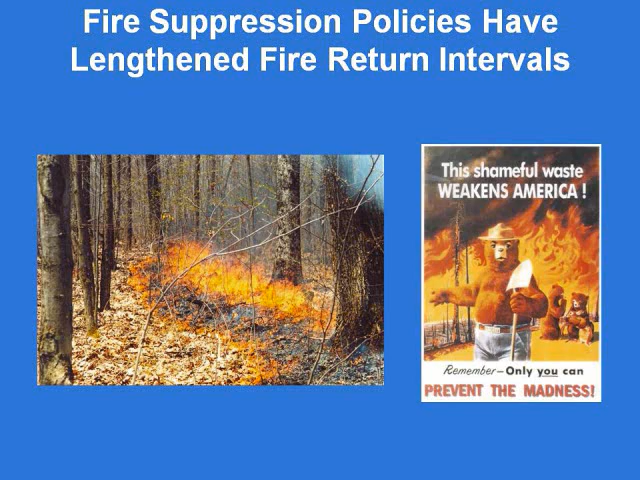 Fire Suppression Policies Have
Lengthened Fire Return Intervals
This shameful waste
WEAKENS AMERICA!
Remember–Only you can
PREVENT THE MADNESS!